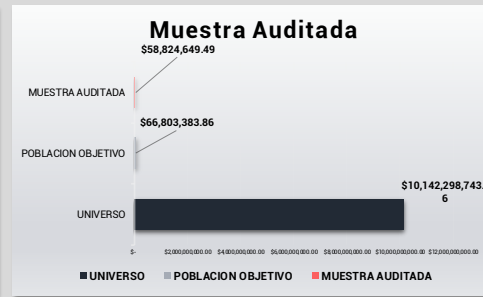 Muestra Auditada
$58,824,649.49
MUESTRA AUDITADA
$66,803,383.86
POBLACION OBJETIVO
$10,142,298,743.
6
UNIVERSO
$- $2,000,000,000.00 $4,000,000,000.00 $6,000,000,000.00 $8,000,000,000.00 $10,000,000,000.00 $12,000,000,000.00
UNIVERSO POBLACION OBJETIVO MUESTRA AUDITADA